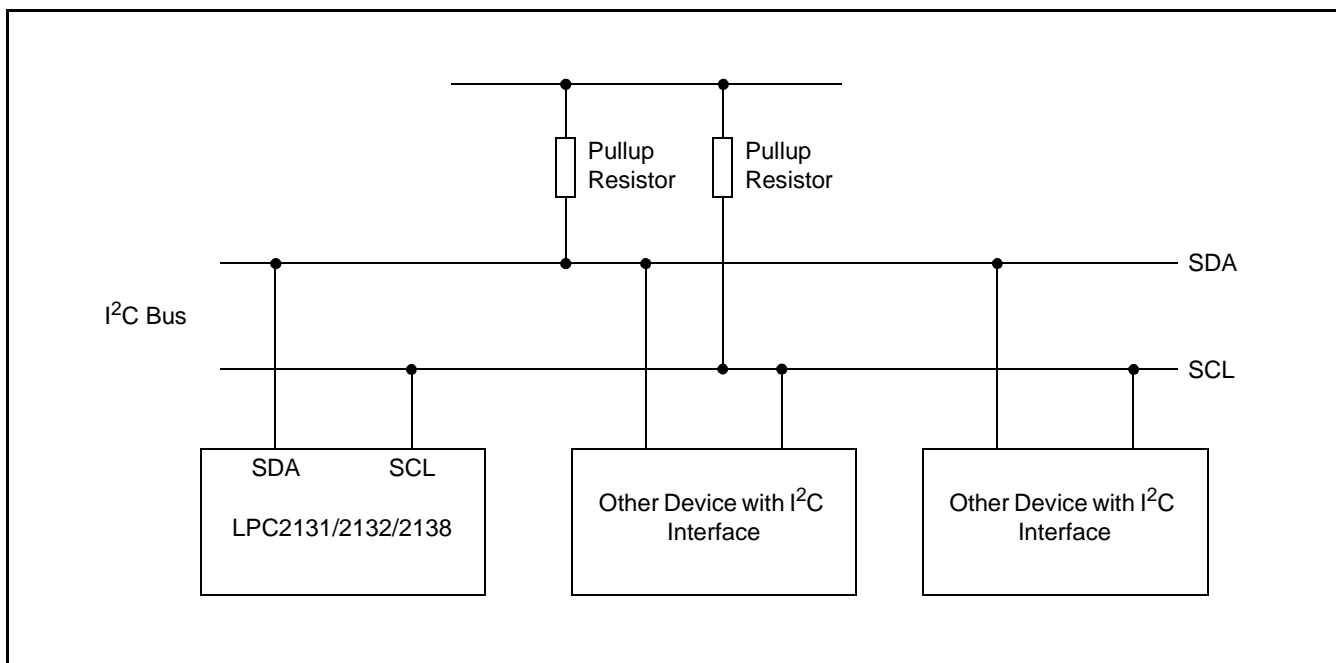 Pullup
Resistor
Pullup
Resistor
SDA
I²C Bus
SCL
SDA
SCL
LPC2131/2132/2138
Other Device with I²C
Interface
Other Device with I²C
Interface